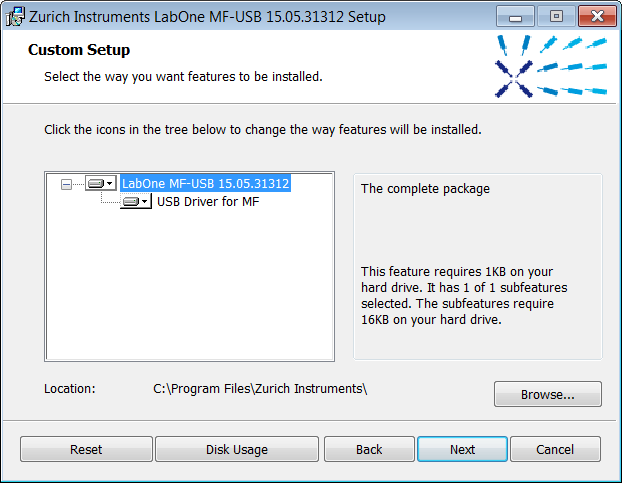 Zurich Instruments LabOne MF-USB 15.05.31312 Setup
Custom Setup
Select the way you want features to be installed.
Click the icons in the tree below to change the way features will be installed.
LabOne MF-USB 15.05.31312
USB Driver for MF
The complete package
This feature requires 1KB on your
hard drive. It has 1 of 1 subfeatures
selected. The subfeatures require
16KB on your hard drive.
Location: C:\Program Files\Zurich Instruments\
Browse...
Reset Disk Usage Back Next Cancel